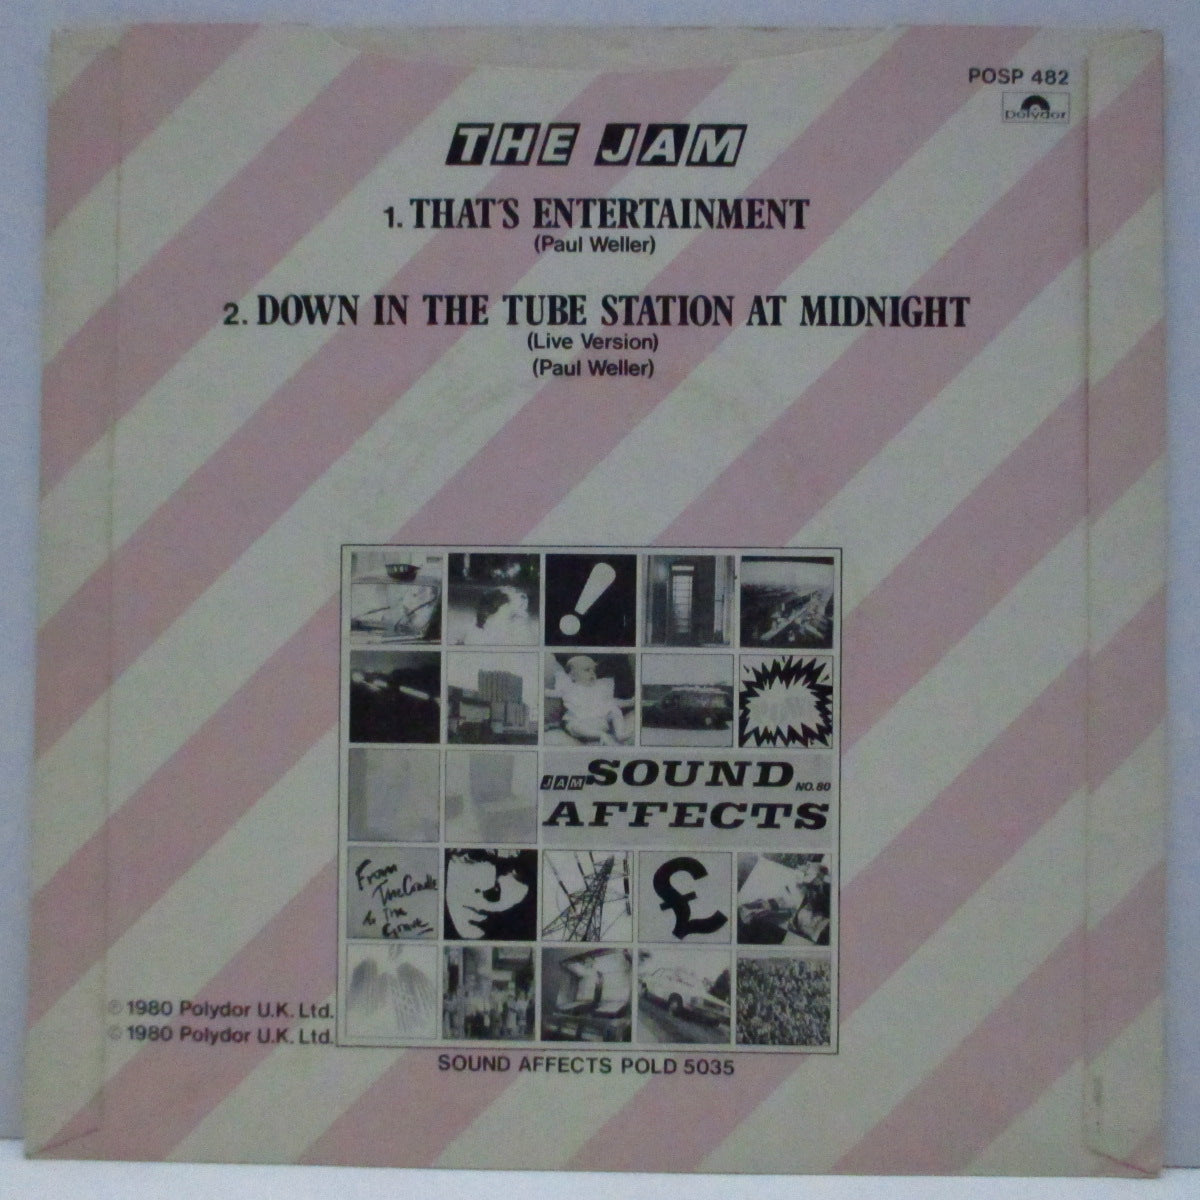 POSP 482
Polydor
THE JAM
1. THAT'S ENTERTAINMENT
(Paul Weller)
2. DOWN IN THE TUBE STATION AT MIDNIGHT
(Live Version)
(Paul Weller)
JAM SOUND NO. 80
AFFECTS
From
The Cradle
to The
Grave
£
℗ 1980 Polydor U.K. Ltd.
© 1980 Polydor U.K. Ltd.
SOUND AFFECTS POLD 5035